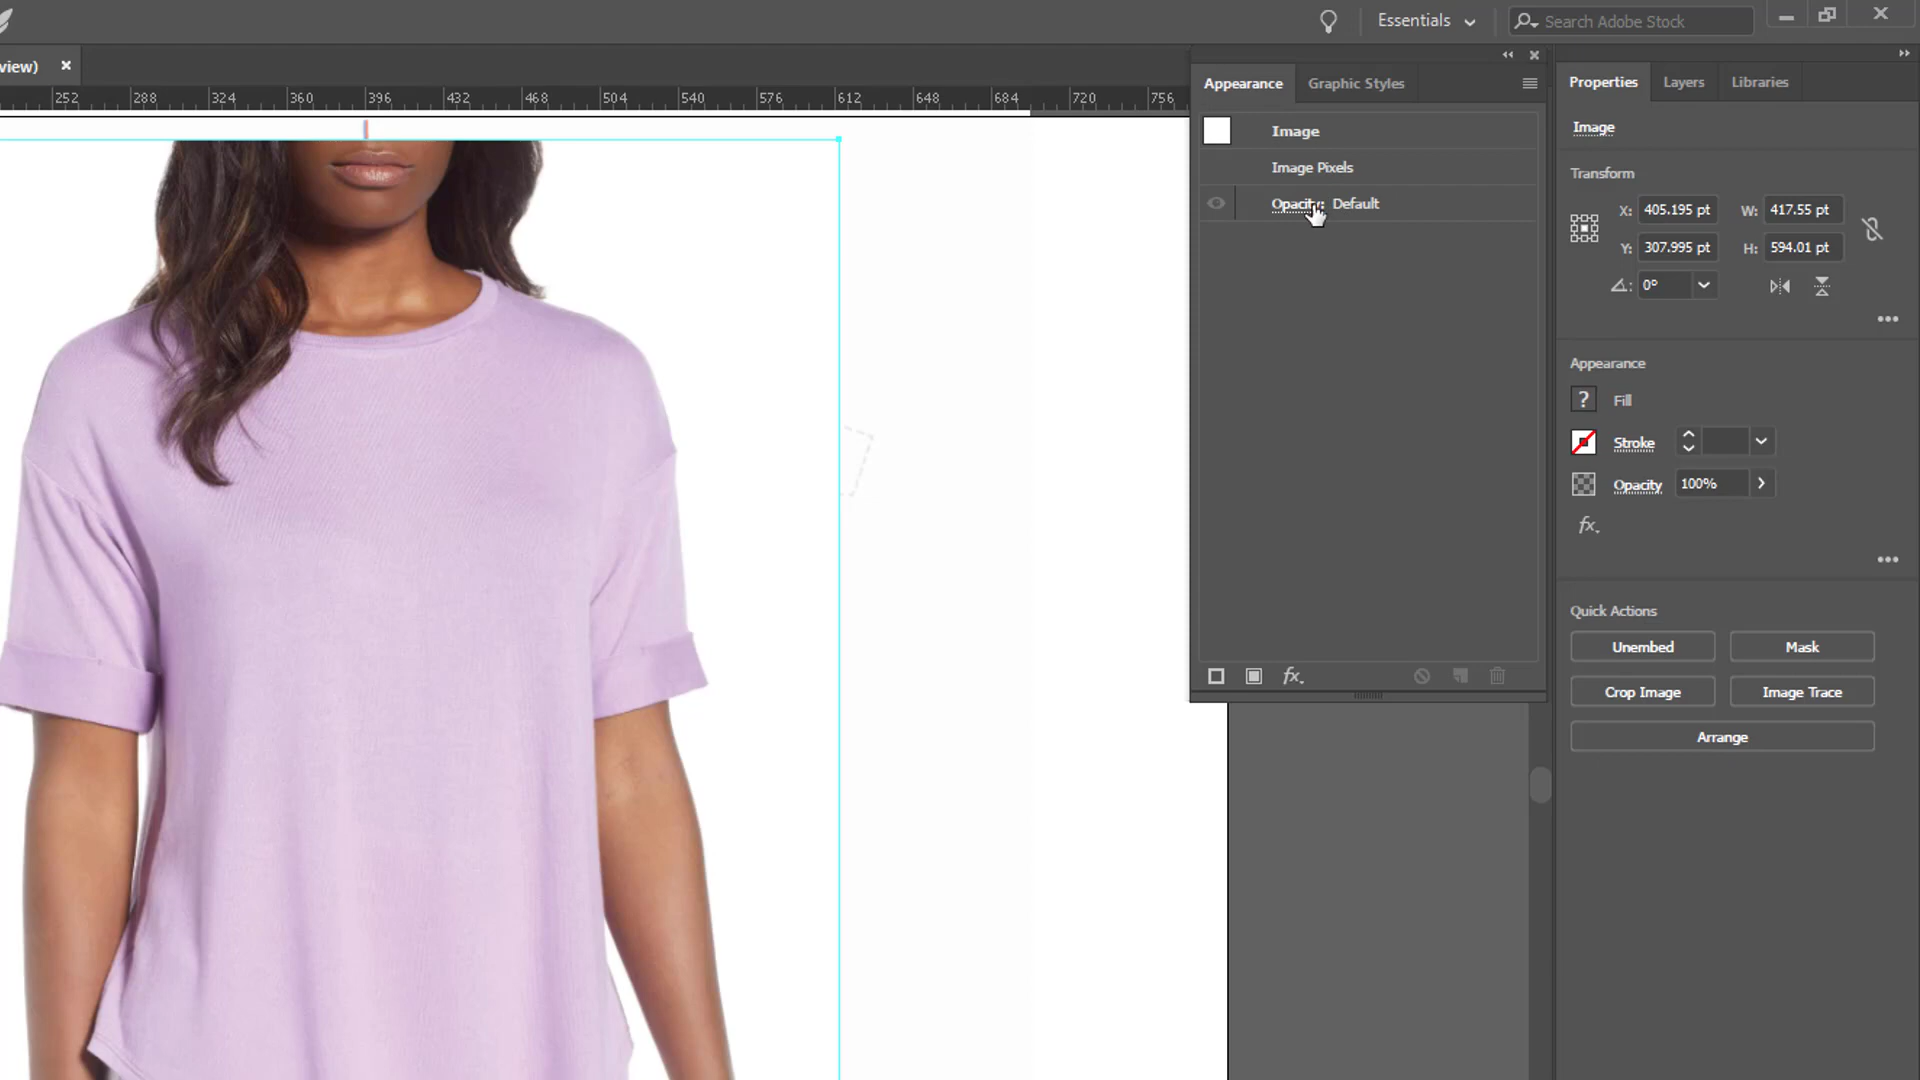 Essentials
Search Adobe Stock
view)
252 288 324 360 396 432 468 504 540 576 612 648 684 720 756
Appearance Graphic Styles
Image
Image Pixels
Opacity: Default
Properties Layers Libraries
Image
Transform
X: 405.195 pt W: 417.55 pt
Y: 307.995 pt H: 594.01 pt
0°
Appearance
? Fill
Stroke
Opacity 100%
fx.
Quick Actions
Unembed Mask
Crop Image Image Trace
Arrange
fx.